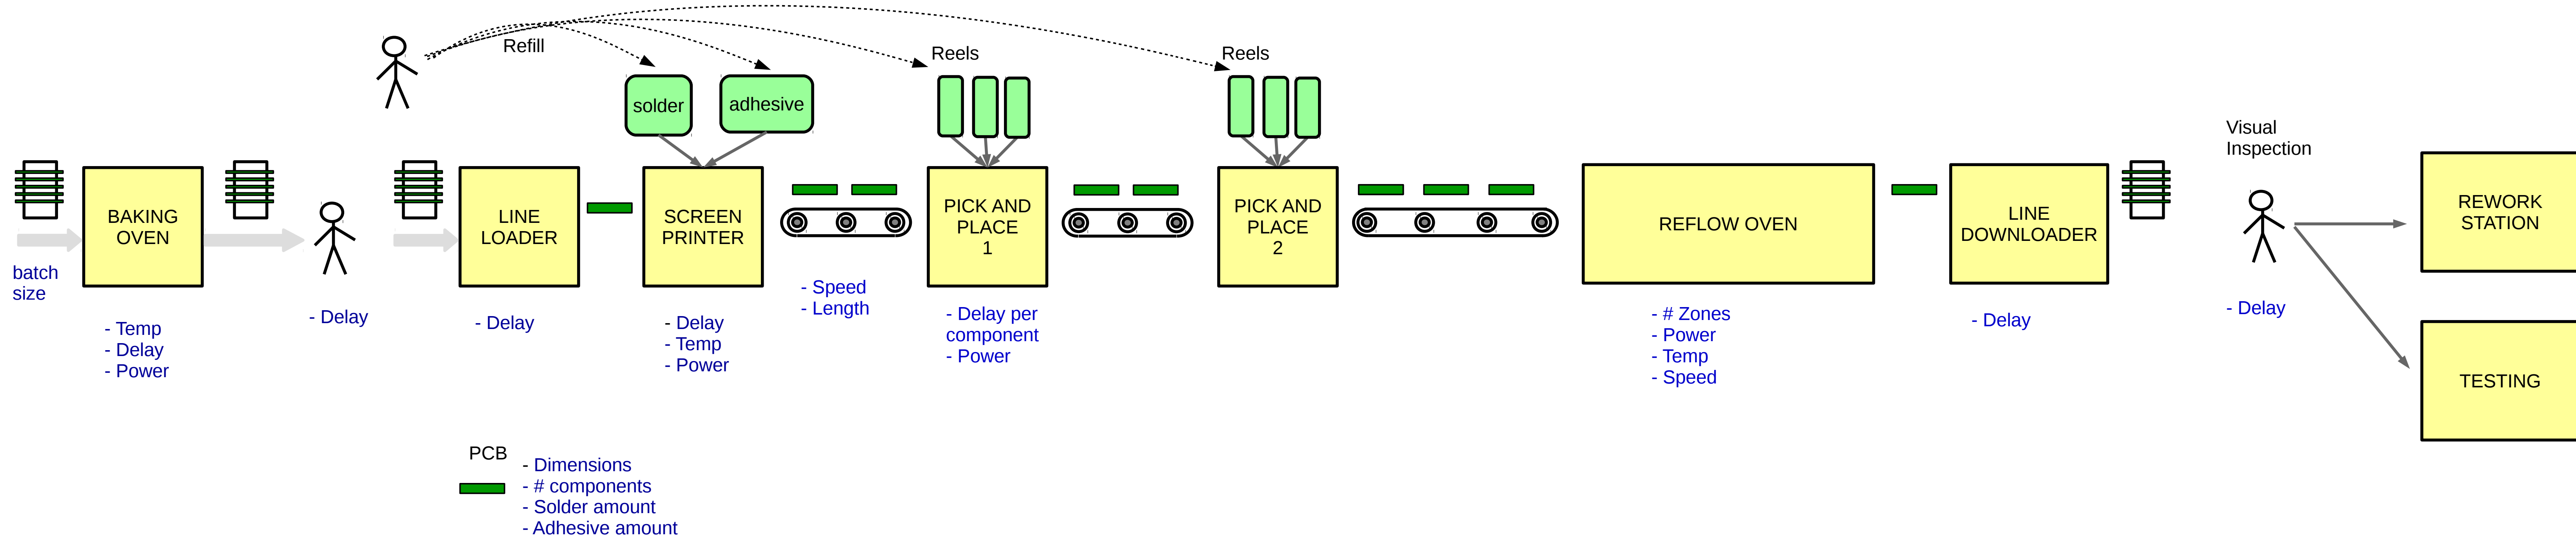 Refill
Reels
Reels
solder
adhesive
Visual
Inspection
BAKING
OVEN
LINE
LOADER
SCREEN
PRINTER
PICK AND
PLACE
1
PICK AND
PLACE
2
REFLOW OVEN
LINE
DOWNLOADER
REWORK
STATION
TESTING
batch
size
- Temp
- Delay
- Power
- Delay
- Delay
- Delay
- Temp
- Power
- Speed
- Length
- Delay per
component
- Power
- # Zones
- Power
- Temp
- Speed
- Delay
- Delay
PCB
- Dimensions
- # components
- Solder amount
- Adhesive amount